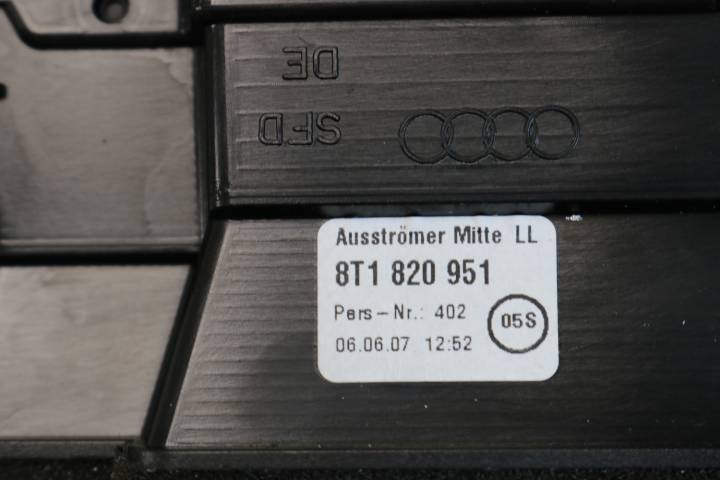 DE
SFD
Ausströmer Mitte LL
8T1 820 951
Pers-Nr.: 402
05S
06.06.07 12:52